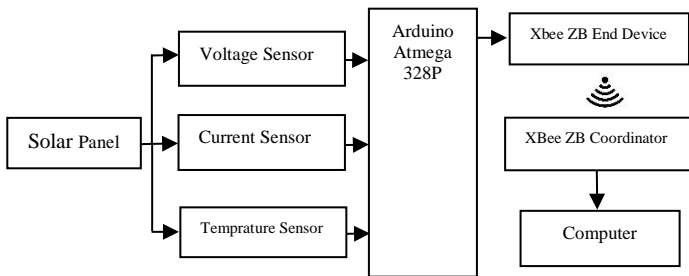 Solar Panel
Voltage Sensor
Current Sensor
Temprature Sensor
Arduino
Atmega
328P
Xbee ZB End Device
XBee ZB Coordinator
Computer